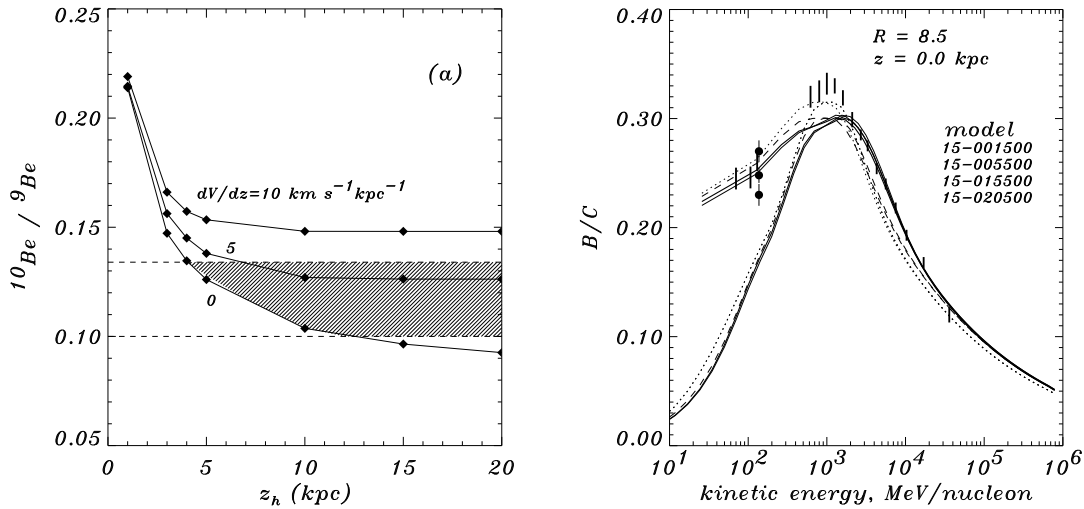 0.25
0.20
0.15
0.10
0.05
¹⁰Be / ⁹Be
(a)
dV/dz=10 km s⁻¹kpc⁻¹
5
0
0 5 10 15 20
z_h (kpc)
0.40
0.30
0.20
0.10
0.00
B/C
R = 8.5
z = 0.0 kpc
model
15-001500
15-005500
15-015500
15-020500
10¹ 10² 10³ 10⁴ 10⁵ 10⁶
kinetic energy, MeV/nucleon